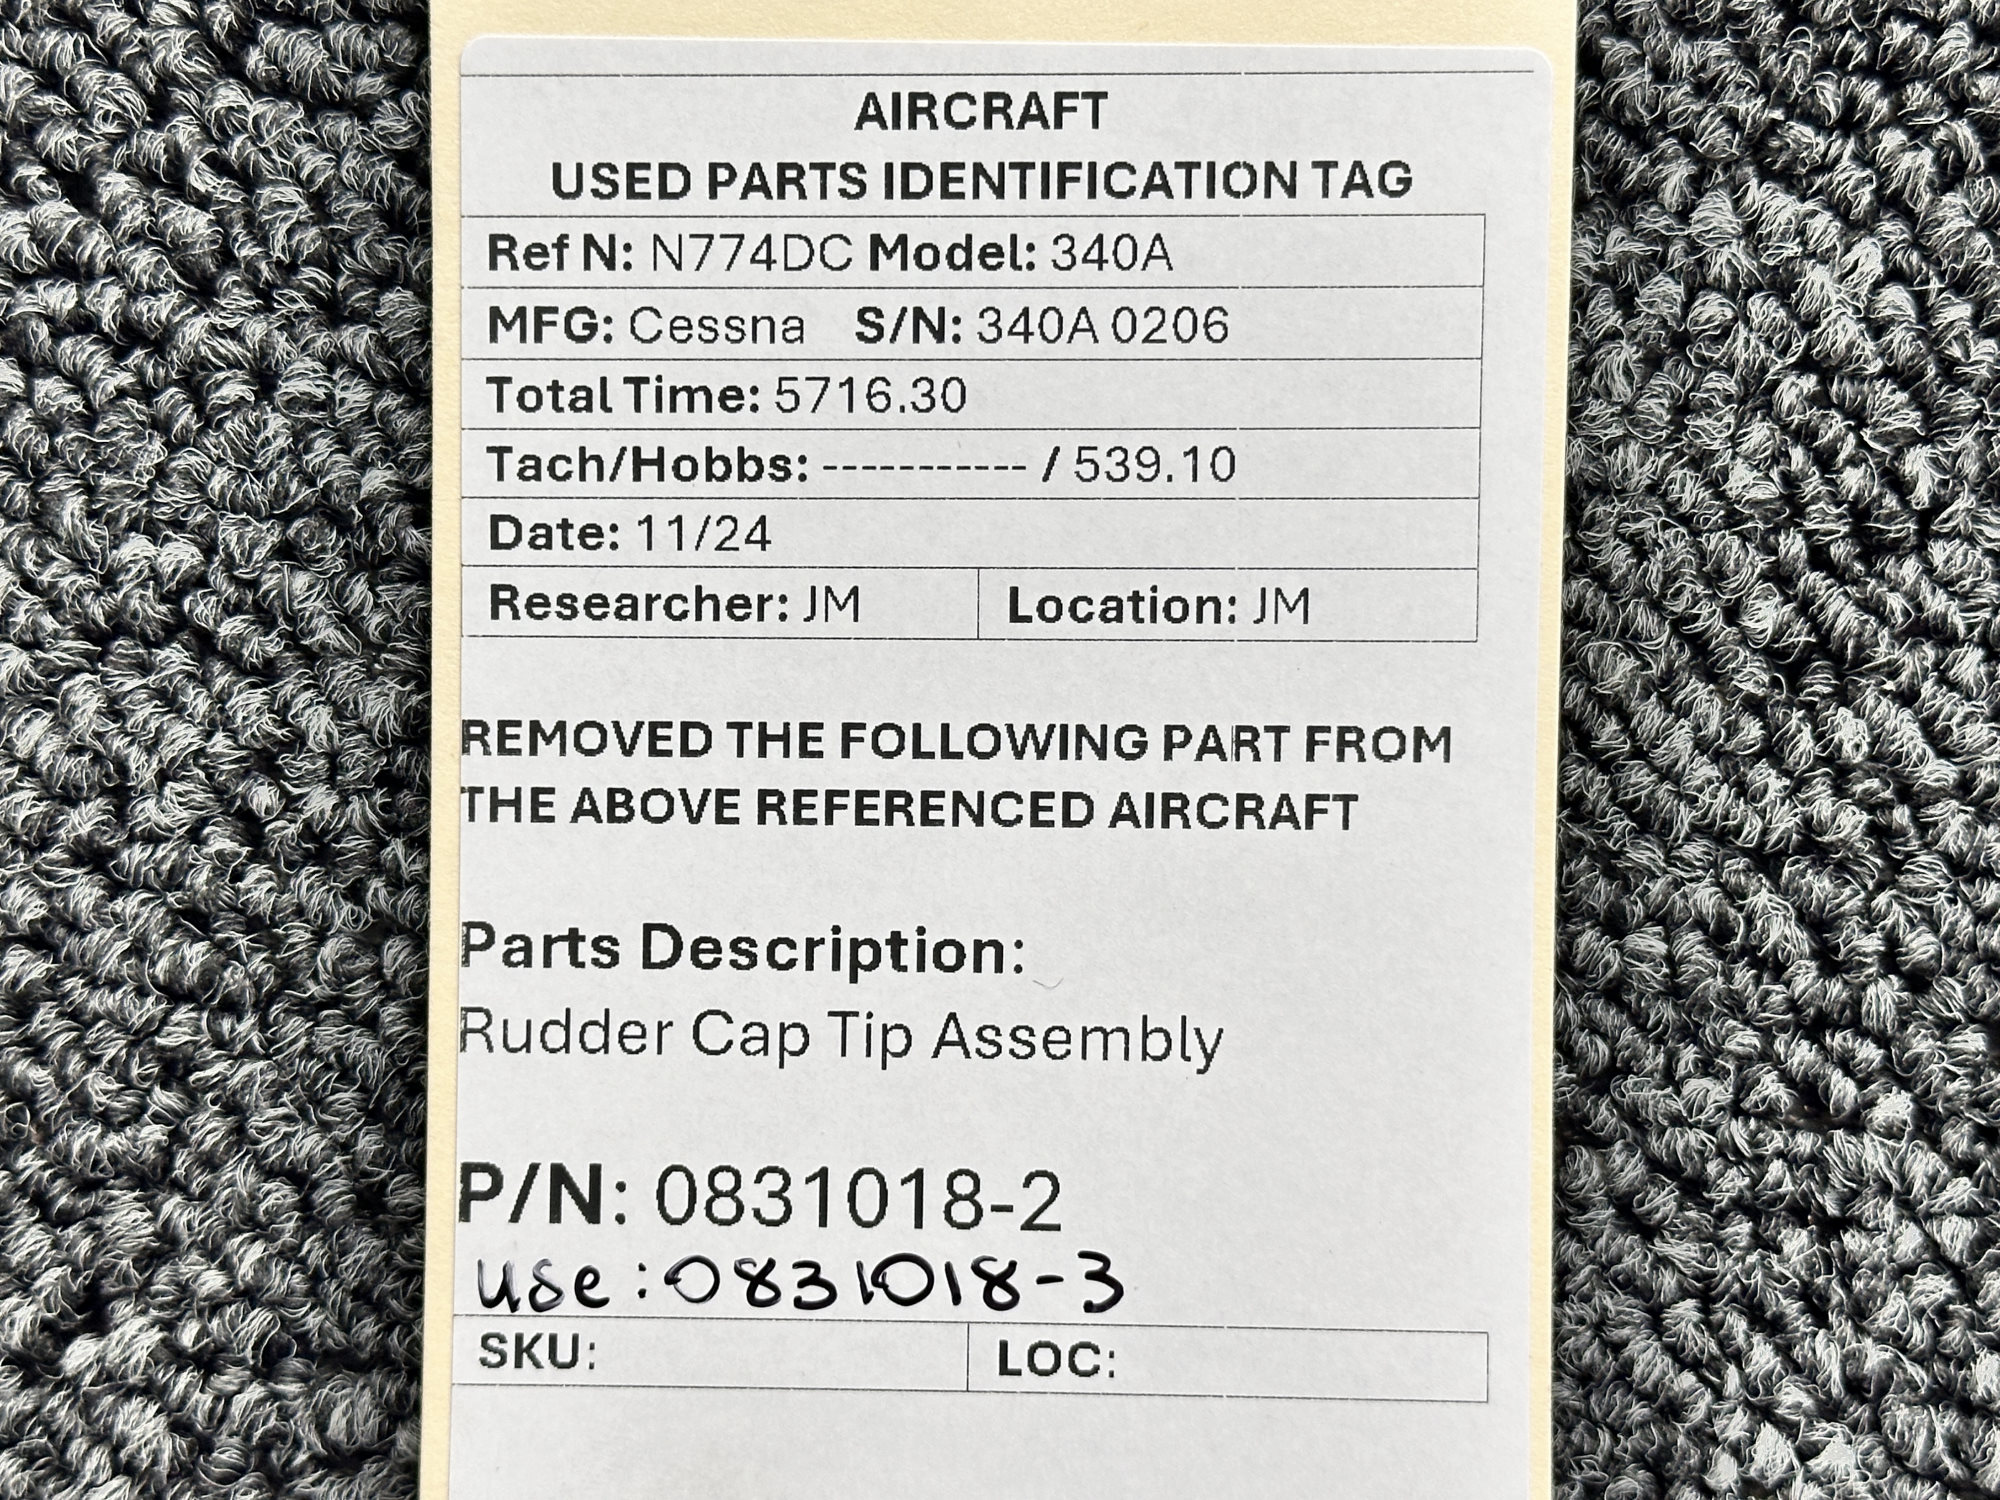 AIRCRAFT
USED PARTS IDENTIFICATION TAG
Ref N: N774DC Model: 340A
MFG: Cessna S/N: 340A 0206
Total Time: 5716.30
Tach/Hobbs: ----------- / 539.10
Date: 11/24
Researcher: JM Location: JM
REMOVED THE FOLLOWING PART FROM
THE ABOVE REFERENCED AIRCRAFT
Parts Description:
Rudder Cap Tip Assembly
P/N: 0831018-2
use: 0831018-3
SKU: LOC: